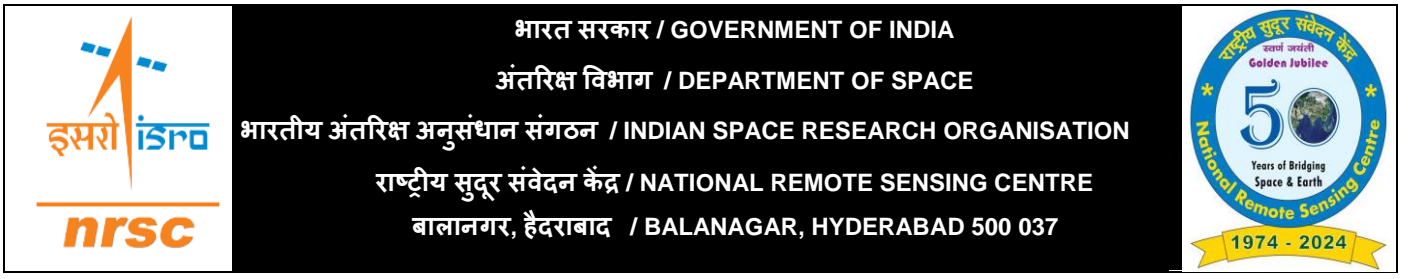 इसरो isro
nrsc
भारत सरकार / GOVERNMENT OF INDIA
अंतरिक्ष विभाग / DEPARTMENT OF SPACE
भारतीय अंतरिक्ष अनुसंधान संगठन / INDIAN SPACE RESEARCH ORGANISATION
राष्ट्रीय सुदूर संवेदन केंद्र / NATIONAL REMOTE SENSING CENTRE
बालानगर, हैदराबाद / BALANAGAR, HYDERABAD 500 037
राष्ट्रीय सुदूर संवेदन केंद्र
स्वर्ण जयंती
Golden Jubilee
50
Years of Bridging
Space & Earth
National Remote Sensing Centre
1974 - 2024